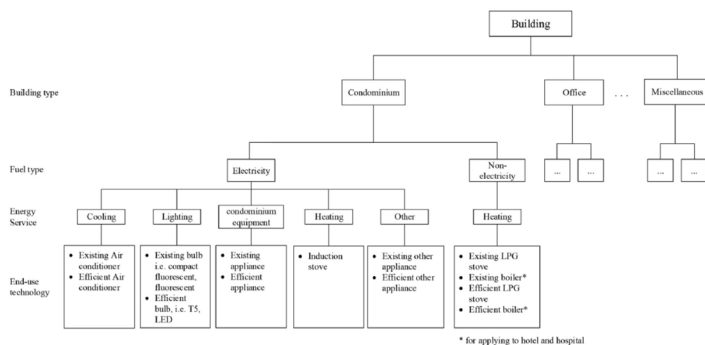 Building
Building type
Condominium
Office
. . .
Miscellaneous
Fuel type
Electricity
Non-
electricity
...
...
...
...
Energy
Service
Cooling
Lighting
condominium
equipment
Heating
Other
Heating
End-use
technology
• Existing Air
conditioner
• Efficient Air
conditioner
• Existing bulb
i.e. compact
fluorescent,
fluorescent
• Efficient
bulb, i.e. T5,
LED
• Existing
appliance
• Efficient
appliance
• Induction
stove
• Existing other
appliance
• Efficient other
appliance
• Existing LPG
stove
• Existing boiler*
• Efficient LPG
stove
• Efficient boiler*
* for applying to hotel and hospital